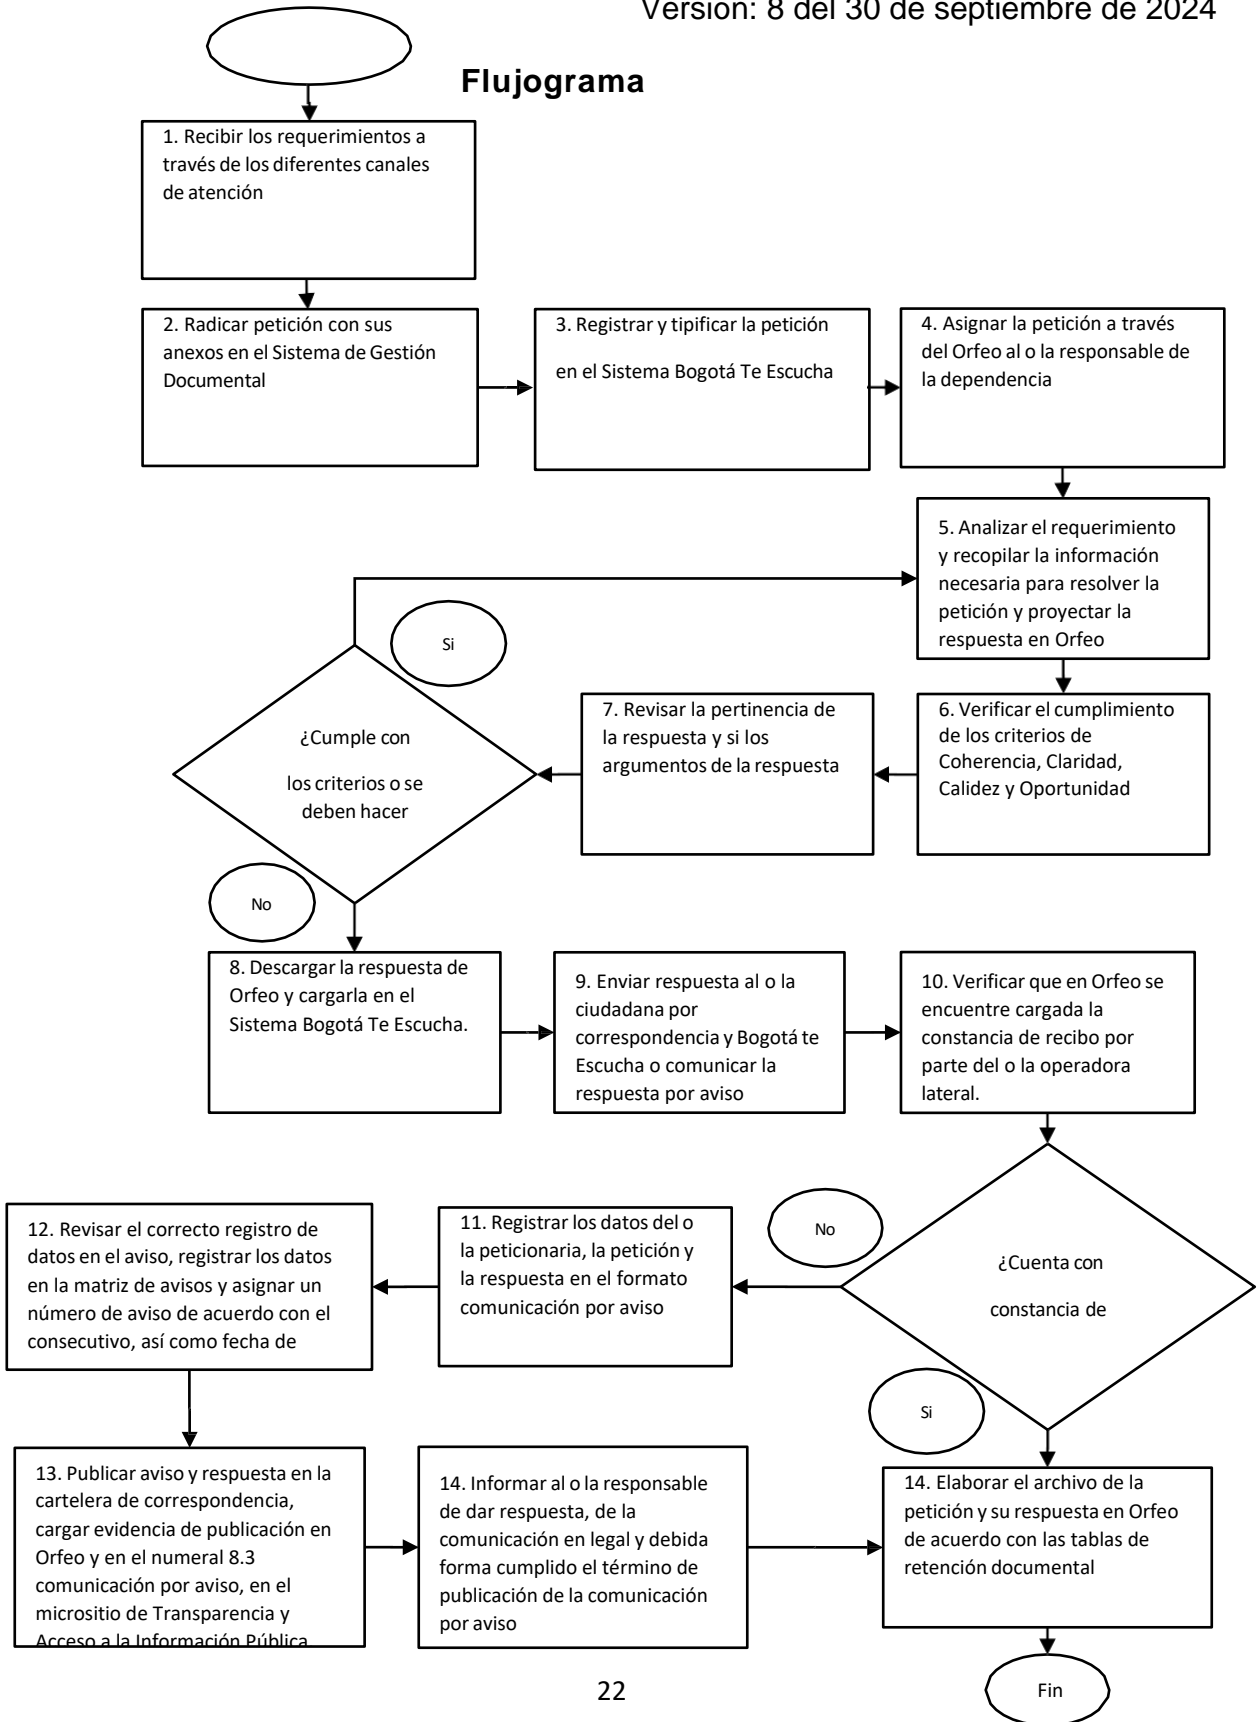 Versión: 8 del 30 de septiembre de 2024
Flujograma
1. Recibir los requerimientos a
través de los diferentes canales
de atención
2. Radicar petición con sus
anexos en el Sistema de Gestión
Documental
3. Registrar y tipificar la petición
en el Sistema Bogotá Te Escucha
4. Asignar la petición a través
del Orfeo al o la responsable de
la dependencia
5. Analizar el requerimiento
y recopilar la información
necesaria para resolver la
petición y proyectar la
respuesta en Orfeo
Si
¿Cumple con
los criterios o se
deben hacer
7. Revisar la pertinencia de
la respuesta y si los
argumentos de la respuesta
6. Verificar el cumplimiento
de los criterios de
Coherencia, Claridad,
Calidez y Oportunidad
No
8. Descargar la respuesta de
Orfeo y cargarla en el
Sistema Bogotá Te Escucha.
9. Enviar respuesta al o la
ciudadana por
correspondencia y Bogotá te
Escucha o comunicar la
respuesta por aviso
10. Verificar que en Orfeo se
encuentre cargada la
constancia de recibo por
parte del o la operadora
lateral.
12. Revisar el correcto registro de
datos en el aviso, registrar los datos
en la matriz de avisos y asignar un
número de aviso de acuerdo con el
consecutivo, así como fecha de
11. Registrar los datos del o
la peticionaria, la petición y
la respuesta en el formato
comunicación por aviso
No
¿Cuenta con
constancia de
Si
13. Publicar aviso y respuesta en la
cartelera de correspondencia,
cargar evidencia de publicación en
Orfeo y en el numeral 8.3
comunicación por aviso, en el
micrositio de Transparencia y
Acceso a la Información Pública
14. Informar al o la responsable
de dar respuesta, de la
comunicación en legal y debida
forma cumplido el término de
publicación de la comunicación
por aviso
14. Elaborar el archivo de la
petición y su respuesta en Orfeo
de acuerdo con las tablas de
retención documental
Fin
22